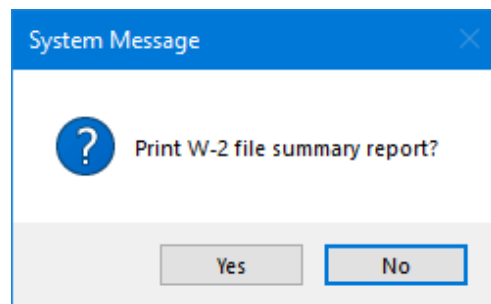 System Message
?
Print W-2 file summary report?
Yes No